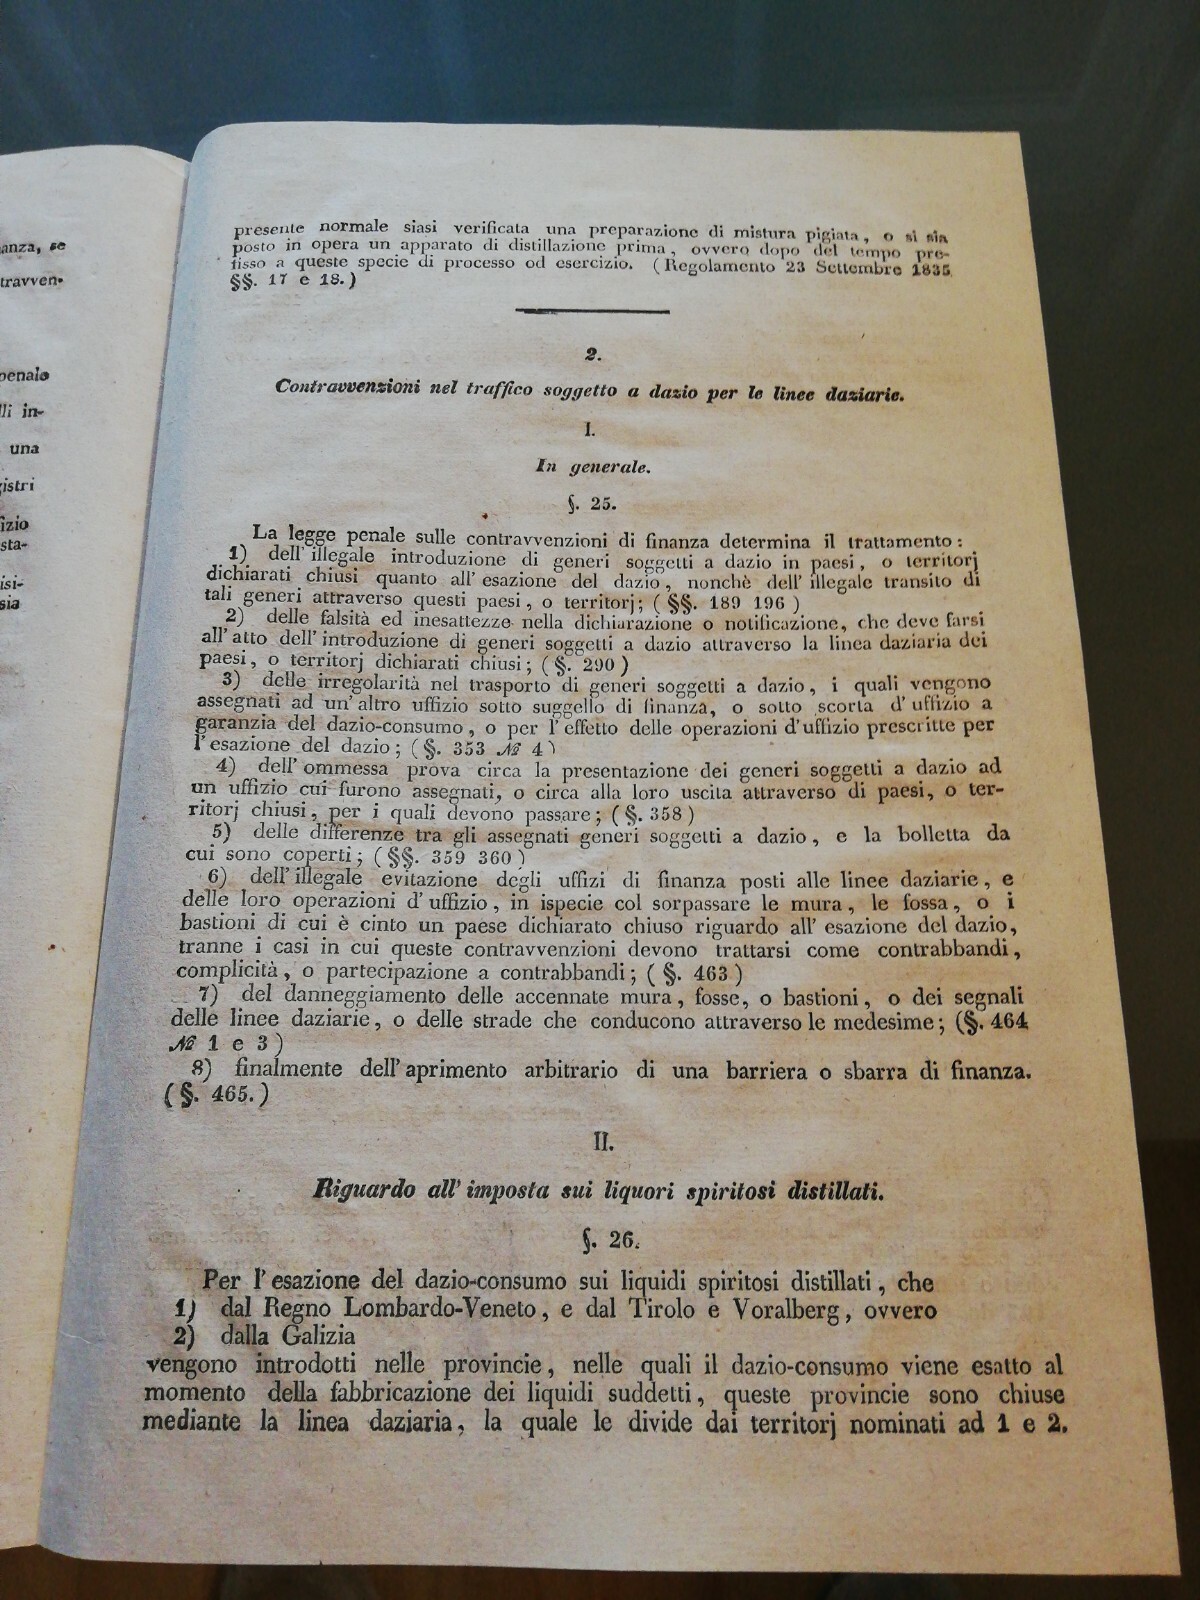 anza, se
travven-
penale
lli in-
una
gistri
fizio
sta-
isi-
sia
presente normale siasi verificata una preparazione di mistura pigiata, o si sia
posto in opera un apparato di distillazione prima, ovvero dopo del tempo pre-
fisso a queste specie di processo od esercizio. (Regolamento 23 Settembre 1835
§§. 17 e 18.)
2.
Contravvenzioni nel traffico soggetto a dazio per le linee daziarie.
I.
In generale.
§. 25.
La legge penale sulle contravvenzioni di finanza determina il trattamento:
1) dell'illegale introduzione di generi soggetti a dazio in paesi, o territorj
dichiarati chiusi quanto all'esazione del dazio, nonchè dell'illegale transito di
tali generi attraverso questi paesi, o territorj; (§§. 189 196)
2) delle falsità ed inesattezze nella dichiarazione o notificazione, che deve farsi
all'atto dell'introduzione di generi soggetti a dazio attraverso la linea daziaria dei
paesi, o territorj dichiarati chiusi; (§. 290)
3) delle irregolarità nel trasporto di generi soggetti a dazio, i quali vengono
assegnati ad un'altro uffizio sotto suggello di finanza, o sotto scorta d'uffizio a
garanzia del dazio-consumo, o per l'effetto delle operazioni d'uffizio prescritte per
l'esazione del dazio; (§. 353 № 4)
4) dell'ommessa prova circa la presentazione dei generi soggetti a dazio ad
un uffizio cui furono assegnati, o circa alla loro uscita attraverso di paesi, o ter-
ritorj chiusi, per i quali devono passare; (§. 358)
5) delle differenze tra gli assegnati generi soggetti a dazio, e la bolletta da
cui sono coperti; (§§. 359 360)
6) dell'illegale evitazione degli uffizi di finanza posti alle linee daziarie, e
delle loro operazioni d'uffizio, in ispecie col sorpassare le mura, le fossa, o i
bastioni di cui è cinto un paese dichiarato chiuso riguardo all'esazione del dazio,
tranne i casi in cui queste contravvenzioni devono trattarsi come contrabbandi,
complicità, o partecipazione a contrabbandi; (§. 463)
7) del danneggiamento delle accennate mura, fosse, o bastioni, o dei segnali
delle linee daziarie, o delle strade che conducono attraverso le medesime; (§. 464
№ 1 e 3)
8) finalmente dell'aprimento arbitrario di una barriera o sbarra di finanza.
(§. 465.)
II.
Riguardo all'imposta sui liquori spiritosi distillati.
§. 26.
Per l'esazione del dazio-consumo sui liquidi spiritosi distillati, che
1) dal Regno Lombardo-Veneto, e dal Tirolo e Voralberg, ovvero
2) dalla Galizia
vengono introdotti nelle provincie, nelle quali il dazio-consumo viene esatto al
momento della fabbricazione dei liquidi suddetti, queste provincie sono chiuse
mediante la linea daziaria, la quale le divide dai territorj nominati ad 1 e 2.